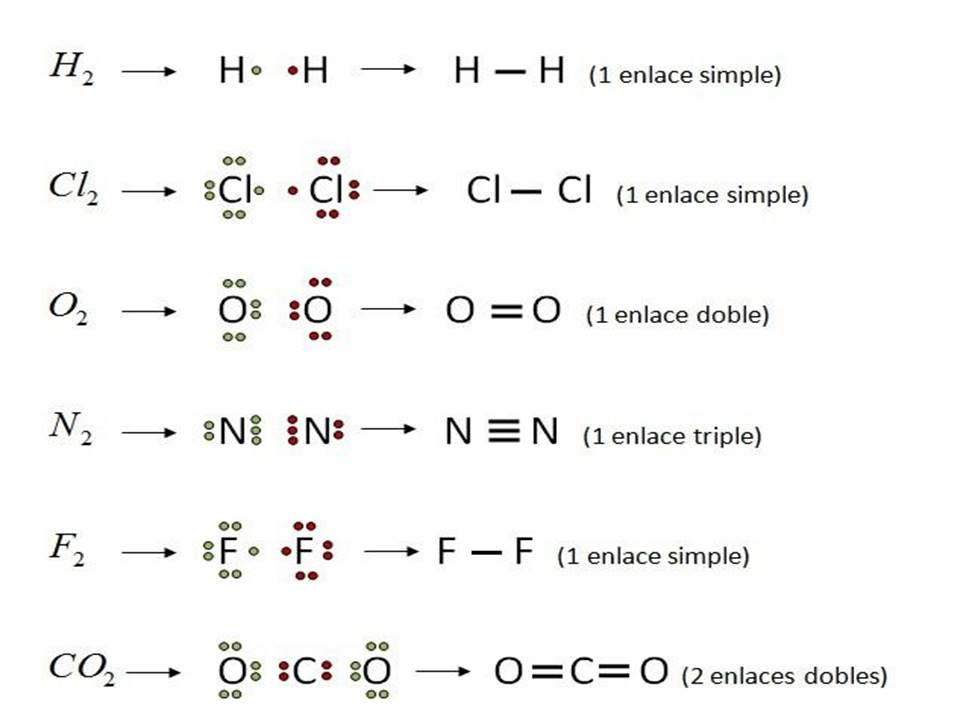 H₂ → H• •H → H — H (1 enlace simple)
Cl₂ → :Cl• •Cl: → Cl — Cl (1 enlace simple)
O₂ → O: :O → O = O (1 enlace doble)
N₂ → :N⋮ ⋮N: → N ≡ N (1 enlace triple)
F₂ → :F• •F: → F — F (1 enlace simple)
CO₂ → O: :C: :O → O=C=O (2 enlaces dobles)